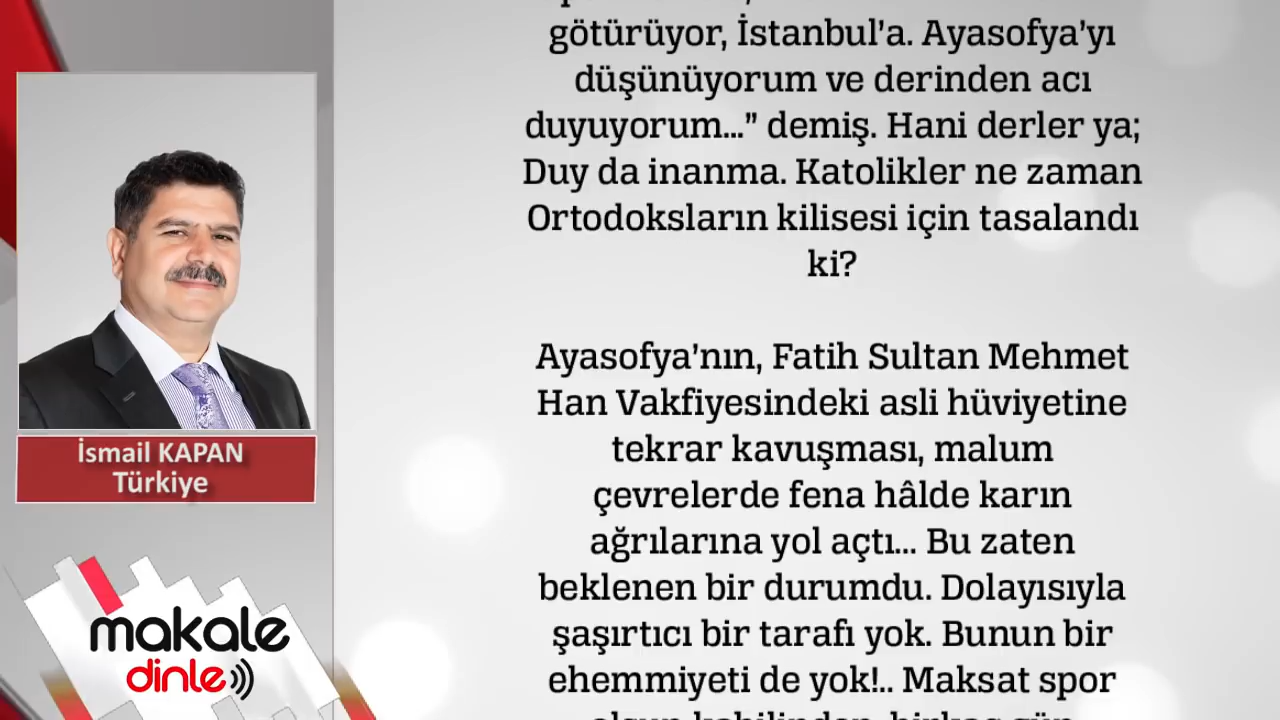 götürüyor, İstanbul’a. Ayasofya’yı
düşünüyorum ve derinden acı
duyuyorum...” demiş. Hani derler ya;
Duy da inanma. Katolikler ne zaman
Ortodoksların kilisesi için tasalandı
ki?
Ayasofya’nın, Fatih Sultan Mehmet
Han Vakfiyesindeki asli hüviyetine
tekrar kavuşması, malum
çevrelerde fena hâlde karın
ağrılarına yol açtı... Bu zaten
beklenen bir durumdu. Dolayısıyla
şaşırtıcı bir tarafı yok. Bunun bir
ehemmiyeti de yok!.. Maksat spor
İsmail KAPAN
Türkiye
makale
dinle